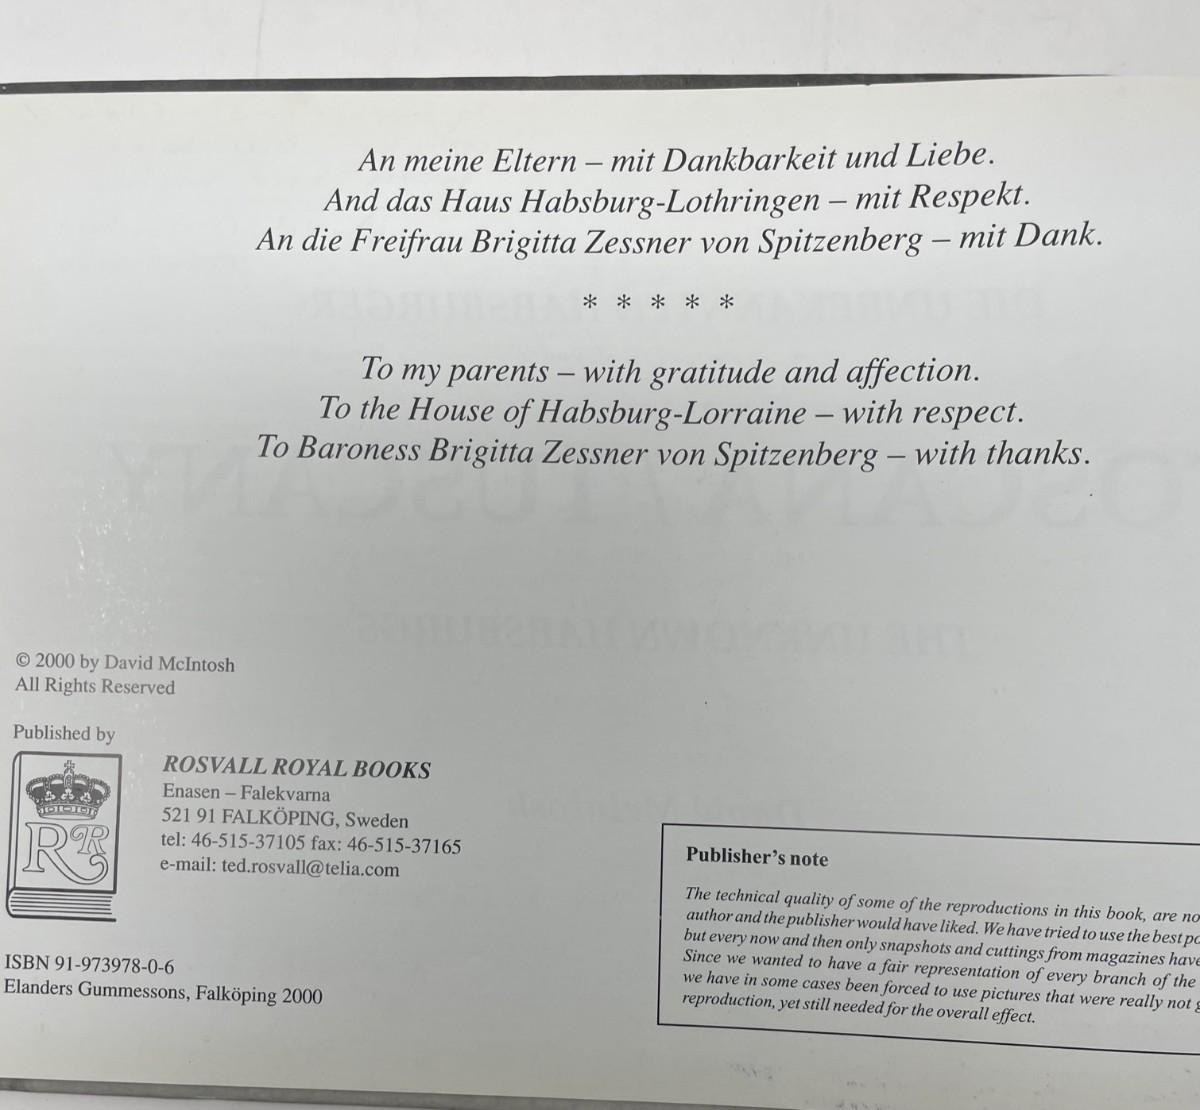 An meine Eltern – mit Dankbarkeit und Liebe.
And das Haus Habsburg-Lothringen – mit Respekt.
An die Freifrau Brigitta Zessner von Spitzenberg – mit Dank.
* * * * *
To my parents – with gratitude and affection.
To the House of Habsburg-Lorraine – with respect.
To Baroness Brigitta Zessner von Spitzenberg – with thanks.
© 2000 by David McIntosh
All Rights Reserved
Published by
RR
ROSVALL ROYAL BOOKS
Enasen – Falekvarna
521 91 FALKÖPING, Sweden
tel: 46-515-37105 fax: 46-515-37165
e-mail: ted.rosvall@telia.com
ISBN 91-973978-0-6
Elanders Gummessons, Falköping 2000
Publisher's note
The technical quality of some of the reproductions in this book, are no
author and the publisher would have liked. We have tried to use the best po
but every now and then only snapshots and cuttings from magazines have
Since we wanted to have a fair representation of every branch of the
we have in some cases been forced to use pictures that were really not g
reproduction, yet still needed for the overall effect.